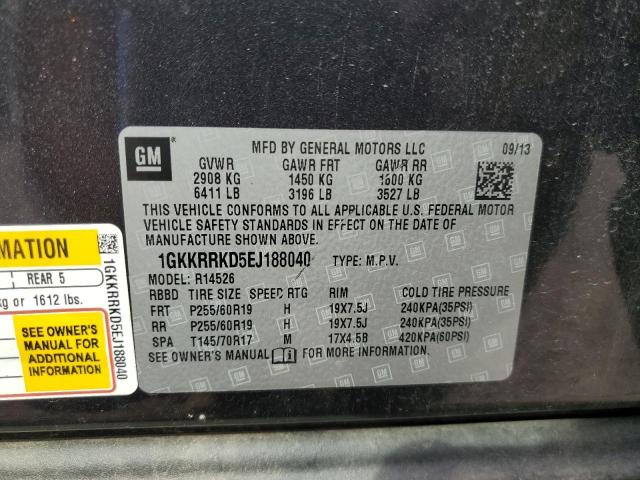 GM
MFD BY GENERAL MOTORS LLC
09/13
GVWR GAWR FRT GAWR RR
2908 KG 1450 KG 1600 KG
6411 LB 3196 LB 3527 LB
THIS VEHICLE CONFORMS TO ALL APPLICABLE U.S. FEDERAL MOTOR
VEHICLE SAFETY STANDARDS IN EFFECT ON THE DATE OF
MANUFACTURE SHOWN ABOVE.
1GKKRRKD5EJ188040 TYPE: M.P.V.
MODEL: R14526
RBBD TIRE SIZE SPEED RTG RIM COLD TIRE PRESSURE
FRT P255/60R19 H 19X7.5J 240KPA(35PSI)
RR P255/60R19 H 19X7.5J 240KPA(35PSI)
SPA T145/70R17 M 17X4.5B 420KPA(60PSI)
SEE OWNER'S MANUAL FOR MORE INFORMATION.
MATION
REAR 5
kg or 1612 lbs.
SEE OWNER'S
MANUAL FOR
ADDITIONAL
INFORMATION
1GKKRRKD5EJ188040